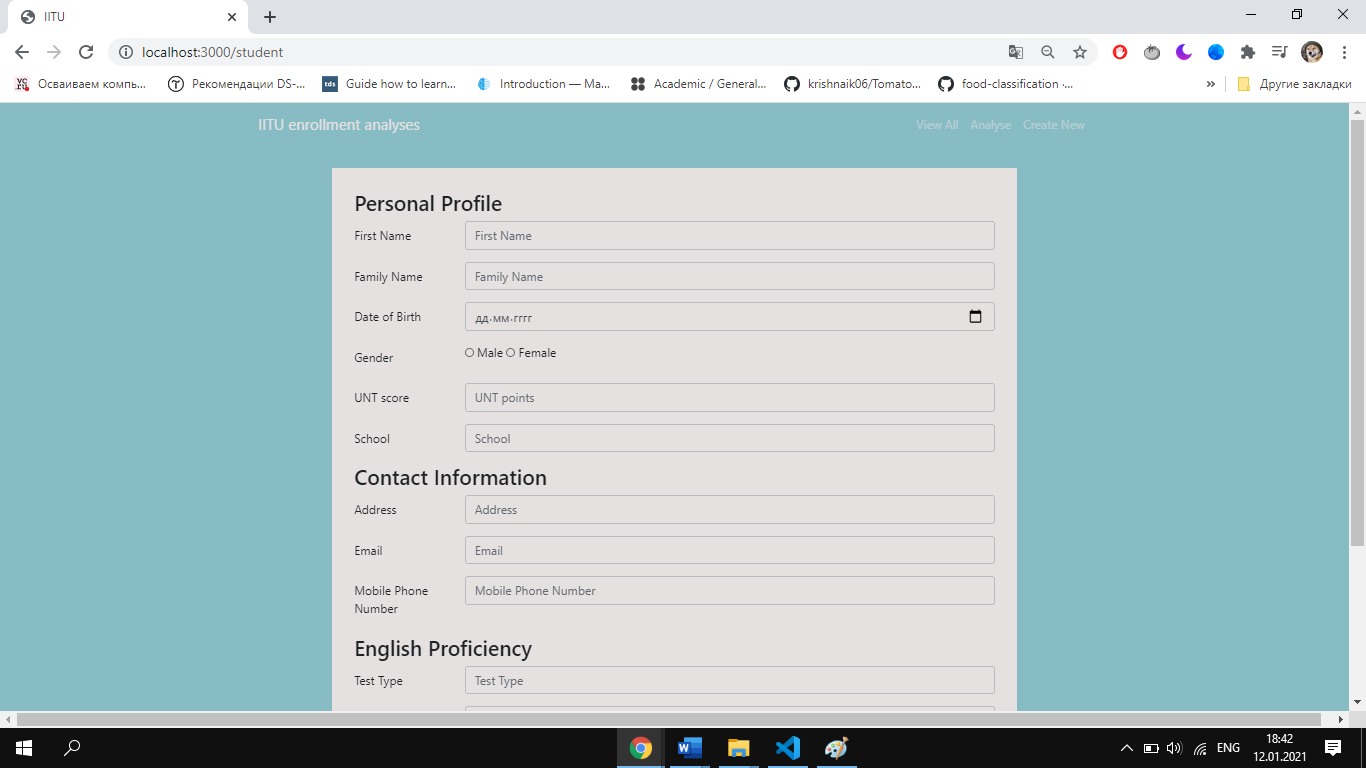 IITU
localhost:3000/student
Осваиваем компь...
Рекомендации DS-...
tds
Guide how to learn...
Introduction — Ma...
Academic / General...
krishnaik06/Tomato...
food-classification ·...
»
Другие закладки
IITU enrollment analyses
View All Analyse Create New
Personal Profile
First Name
First Name
Family Name
Family Name
Date of Birth
дд.мм.гггг
Gender
Male Female
UNT score
UNT points
School
School
Contact Information
Address
Address
Email
Email
Mobile Phone
Number
Mobile Phone Number
English Proficiency
Test Type
Test Type
ENG
18:42
12.01.2021